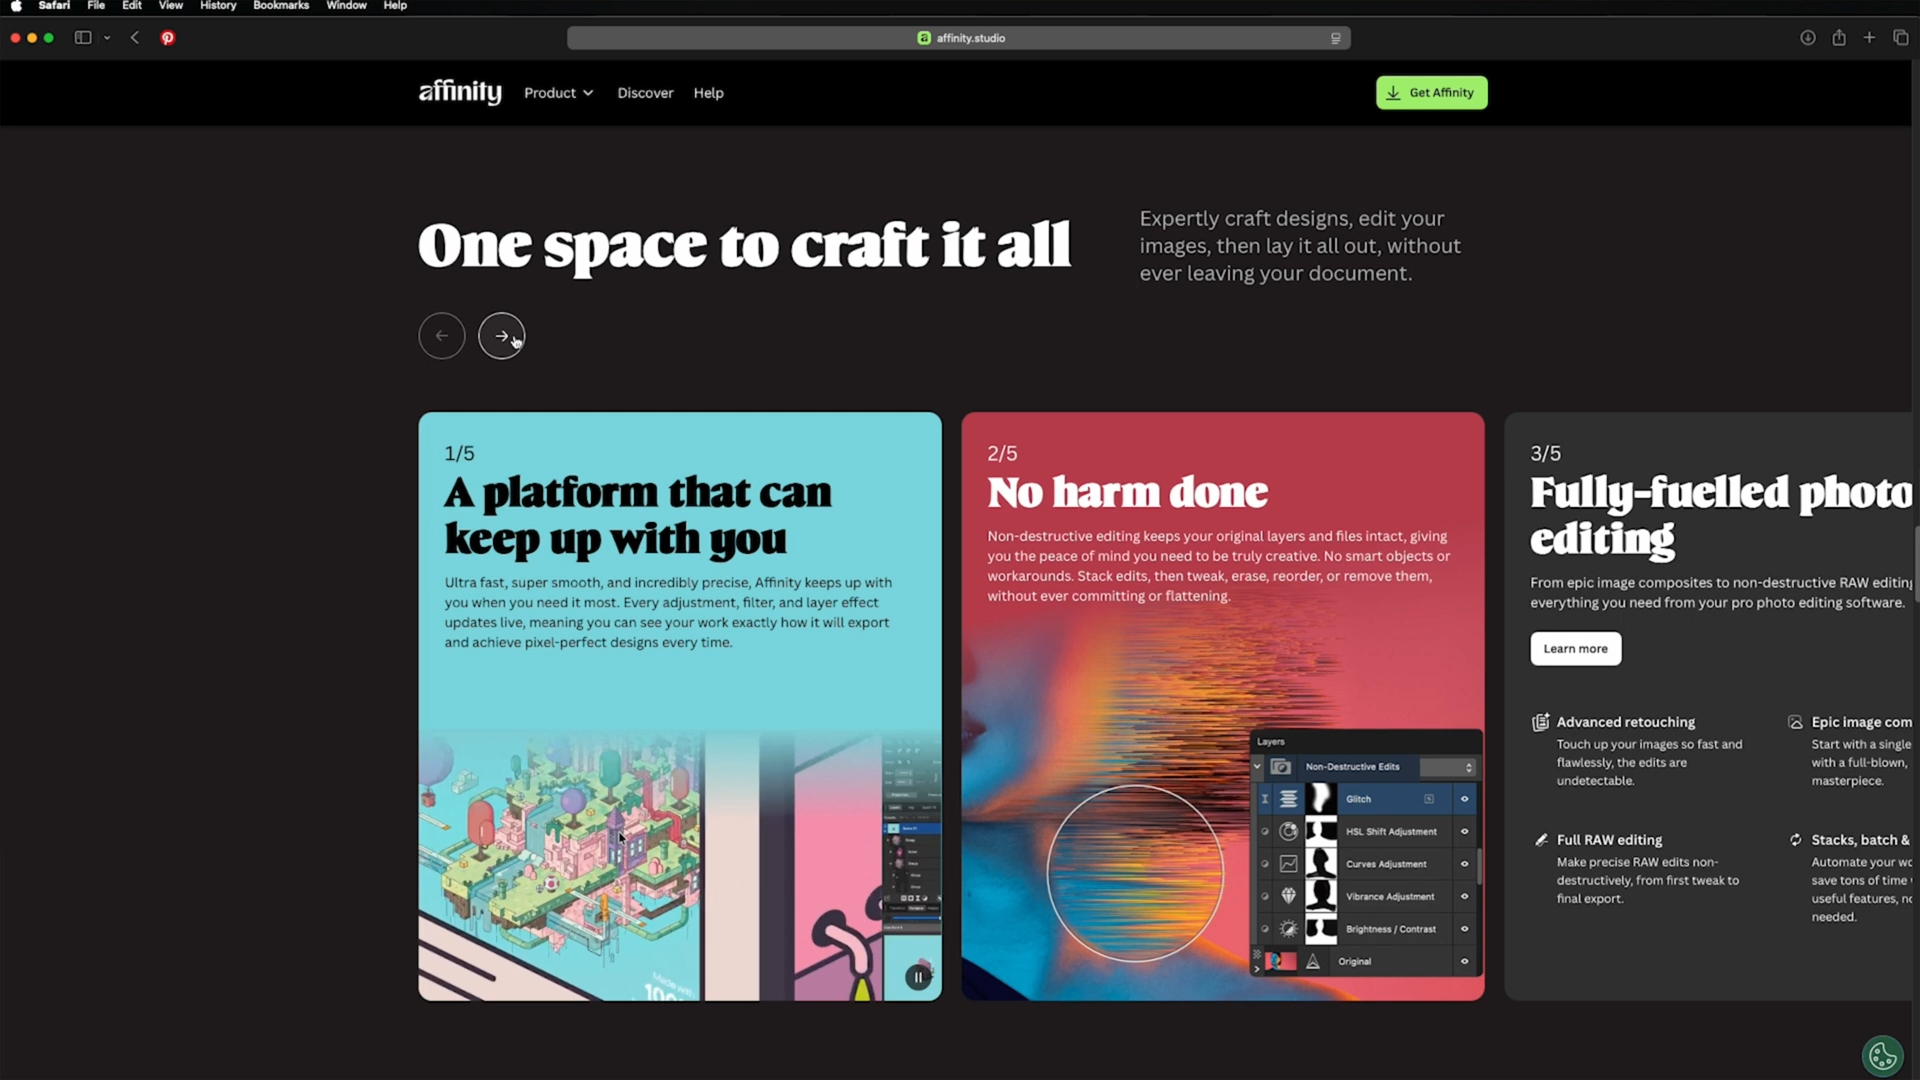 Safari File Edit View History Bookmarks Window Help
affinity.studio
affinity Product Discover Help
Get Affinity
One space to craft it all
Expertly craft designs, edit your
images, then lay it all out, without
ever leaving your document.
1/5
A platform that can
keep up with you
Ultra fast, super smooth, and incredibly precise, Affinity keeps up with
you when you need it most. Every adjustment, filter, and layer effect
updates live, meaning you can see your work exactly how it will export
and achieve pixel-perfect designs every time.
Made with
100
2/5
No harm done
Non-destructive editing keeps your original layers and files intact, giving
you the peace of mind you need to be truly creative. No smart objects or
workarounds. Stack edits, then tweak, erase, reorder, or remove them,
without ever committing or flattening.
Layers
Non-Destructive Edits
Glitch
HSL Shift Adjustment
Curves Adjustment
Vibrance Adjustment
Brightness / Contrast
Original
3/5
Fully-fuelled photo
editing
From epic image composites to non-destructive RAW editing
everything you need from your pro photo editing software.
Learn more
Advanced retouching
Touch up your images so fast and
flawlessly, the edits are
undetectable.
Epic image com
Start with a single
with a full-blown,
masterpiece.
Full RAW editing
Make precise RAW edits non-
destructively, from first tweak to
final export.
Stacks, batch &
Automate your wo
save tons of time
useful features, no
needed.